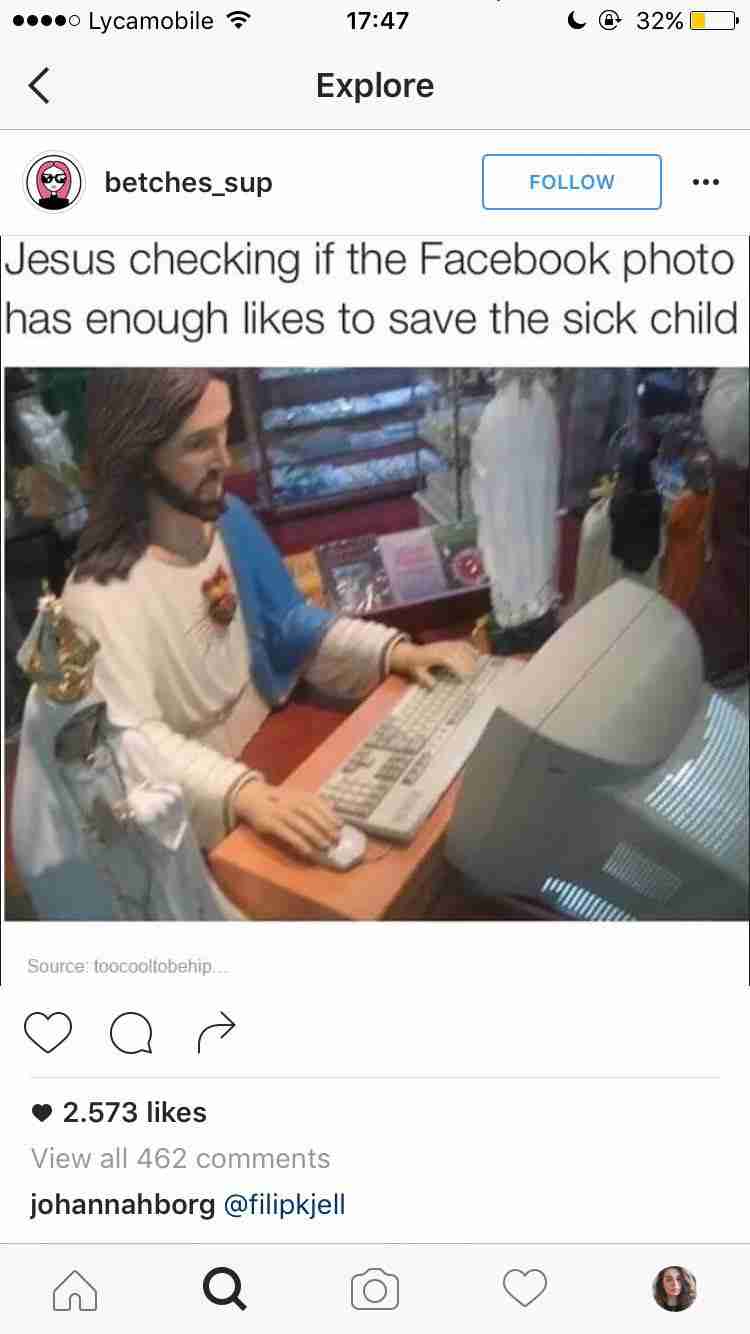 Lycamobile 17:47 32%
Explore
betches_sup FOLLOW
Jesus checking if the Facebook photo
has enough likes to save the sick child
Source: toocooltobehip...
2.573 likes
View all 462 comments
johannahborg @filipkjell